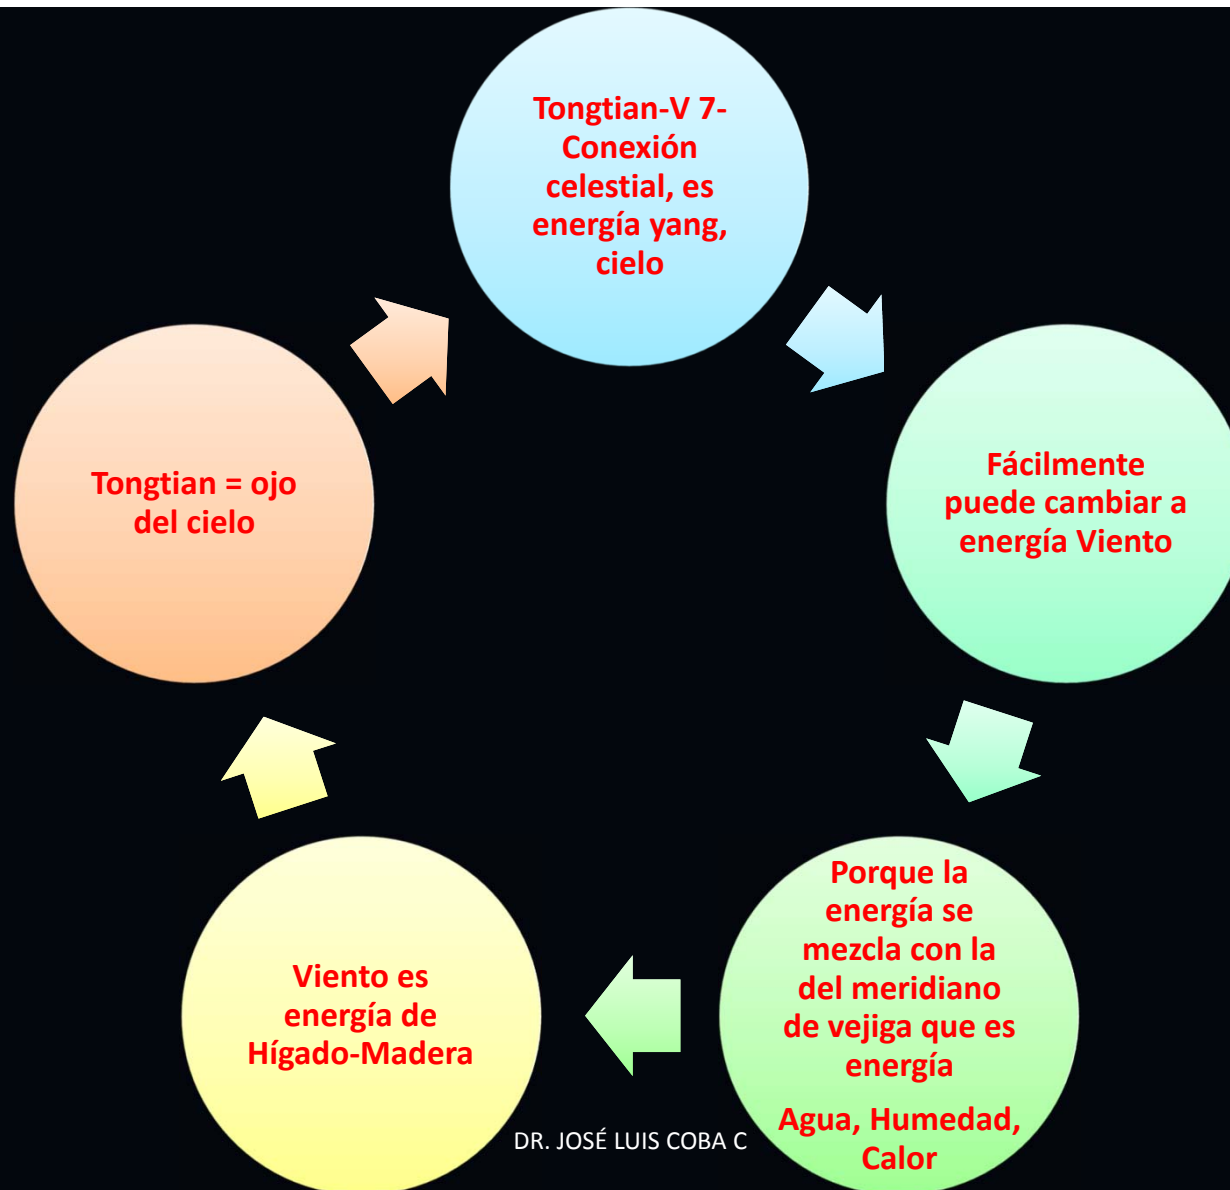 Tongtian-V 7-
Conexión
celestial, es
energía yang,
cielo
Fácilmente
puede cambiar a
energía Viento
Porque la
energía se
mezcla con la
del meridiano
de vejiga que es
energía
Agua, Humedad,
Calor
Viento es
energía de
Hígado-Madera
Tongtian = ojo
del cielo
DR. JOSÉ LUIS COBA C